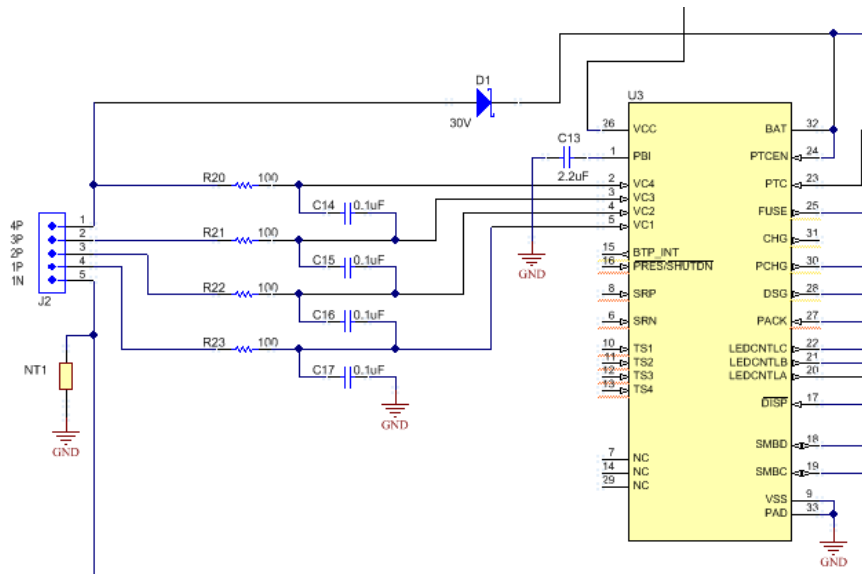 D1
30V
U3
26 VCC BAT 32
C13
1 PBI PTCEN 24
2.2uF
R20 100
2 VC4 PTC 23
3 VC3
C14 0.1uF
4 VC2 FUSE 25
4P 1
5 VC1
3P 2
R21 100
CHG 31
2P 3
15 BTP_INT
1P 4
C15 0.1uF
16 PRES/SHUTDN PCHG 30
1N 5
GND
J2
R22 100
8 SRP DSG 28
C16 0.1uF
6 SRN PACK 27
R23 100
10 TS1 LEDCNTLC 22
11 TS2 LEDCNTLB 21
NT1
C17 0.1uF
12 TS3 LEDCNTLA 20
13 TS4
DISP 17
GND
GND
SMBD 18
7 NC
14 NC SMBC 19
29 NC
VSS 9
PAD 33
GND